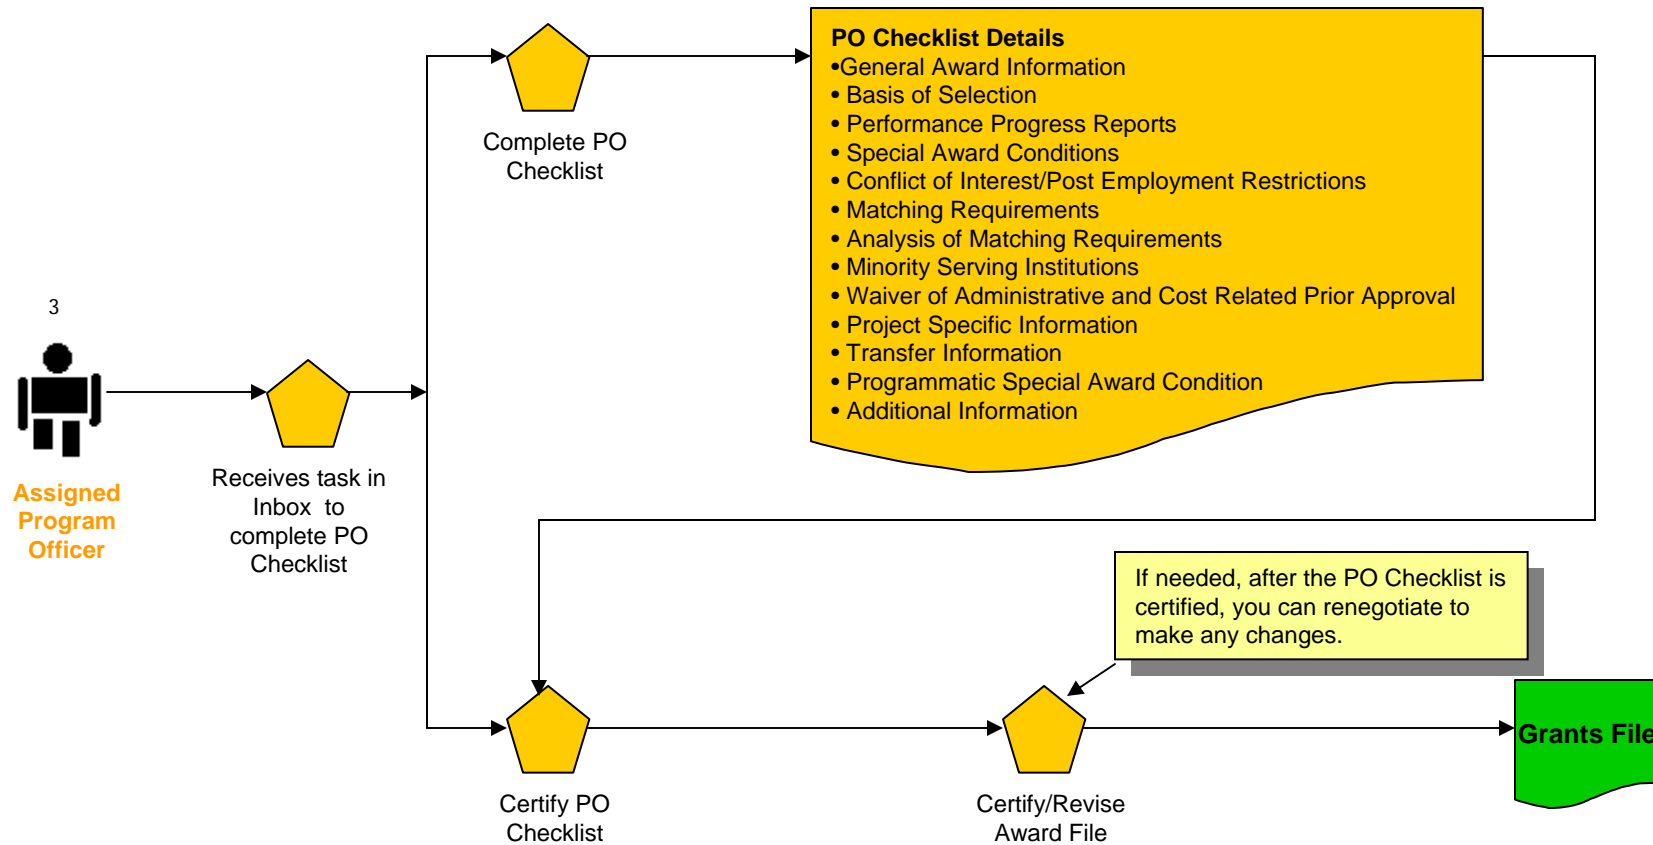 PO Checklist Details
•General Award Information
• Basis of Selection
• Performance Progress Reports
• Special Award Conditions
• Conflict of Interest/Post Employment Restrictions
• Matching Requirements
• Analysis of Matching Requirements
• Minority Serving Institutions
• Waiver of Administrative and Cost Related Prior Approval
• Project Specific Information
• Transfer Information
• Programmatic Special Award Condition
• Additional Information
Complete PO
Checklist
3
Assigned
Program
Officer
Receives task in
Inbox to
complete PO
Checklist
If needed, after the PO Checklist is
certified, you can renegotiate to
make any changes.
Certify PO
Checklist
Certify/Revise
Award File
Grants File